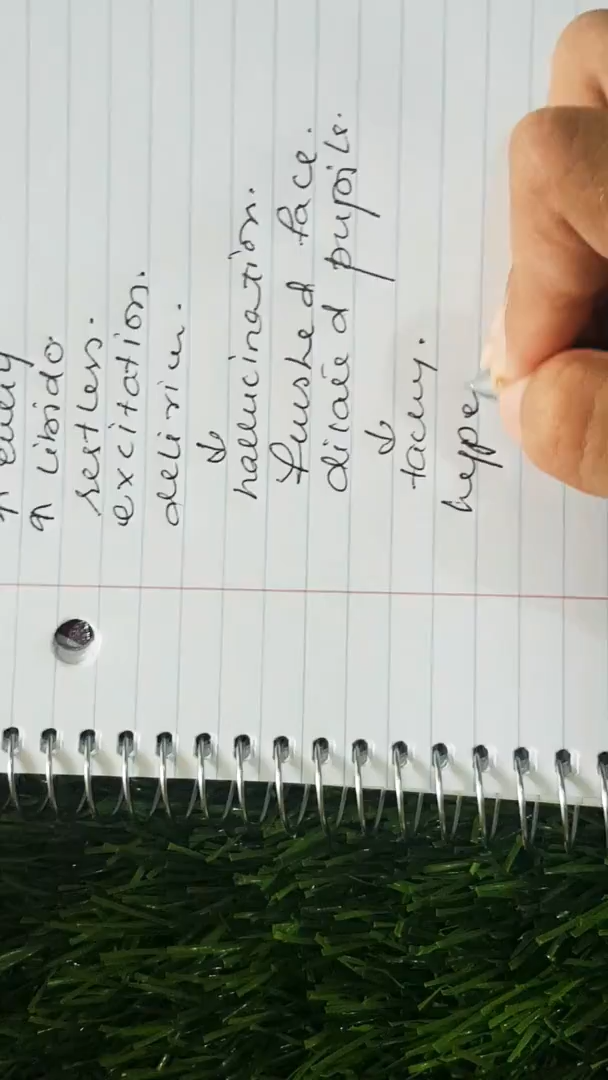 ↑ libido
restless.
excitation.
delirium.
↓
hallucination.
flushed face.
dilated pupils.
↓
tachy.
hype